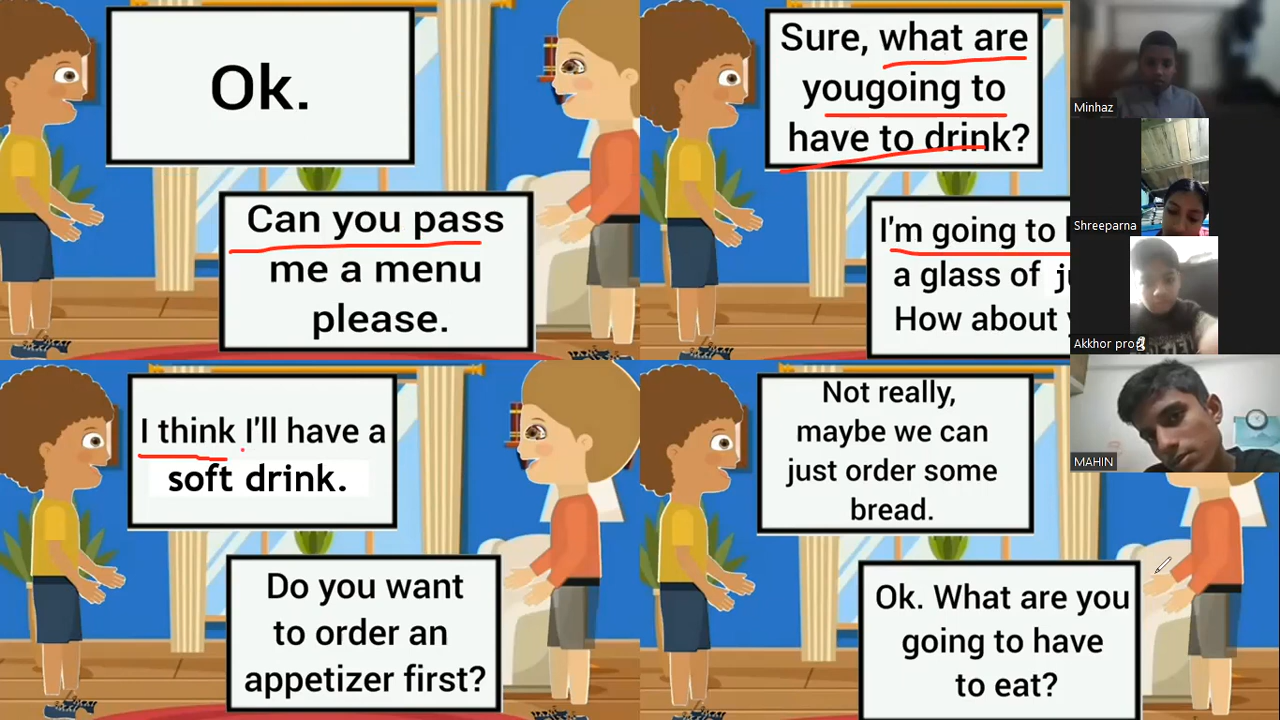 Ok.
Can you pass
me a menu
please.
Sure, what are
yougoing to
have to drink?
I'm going to
a glass of
How about
I think I'll have a
soft drink.
Do you want
to order an
appetizer first?
Not really,
maybe we can
just order some
bread.
Ok. What are you
going to have
to eat?
Minhaz
Shreeparna
Akkhor
MAHIN